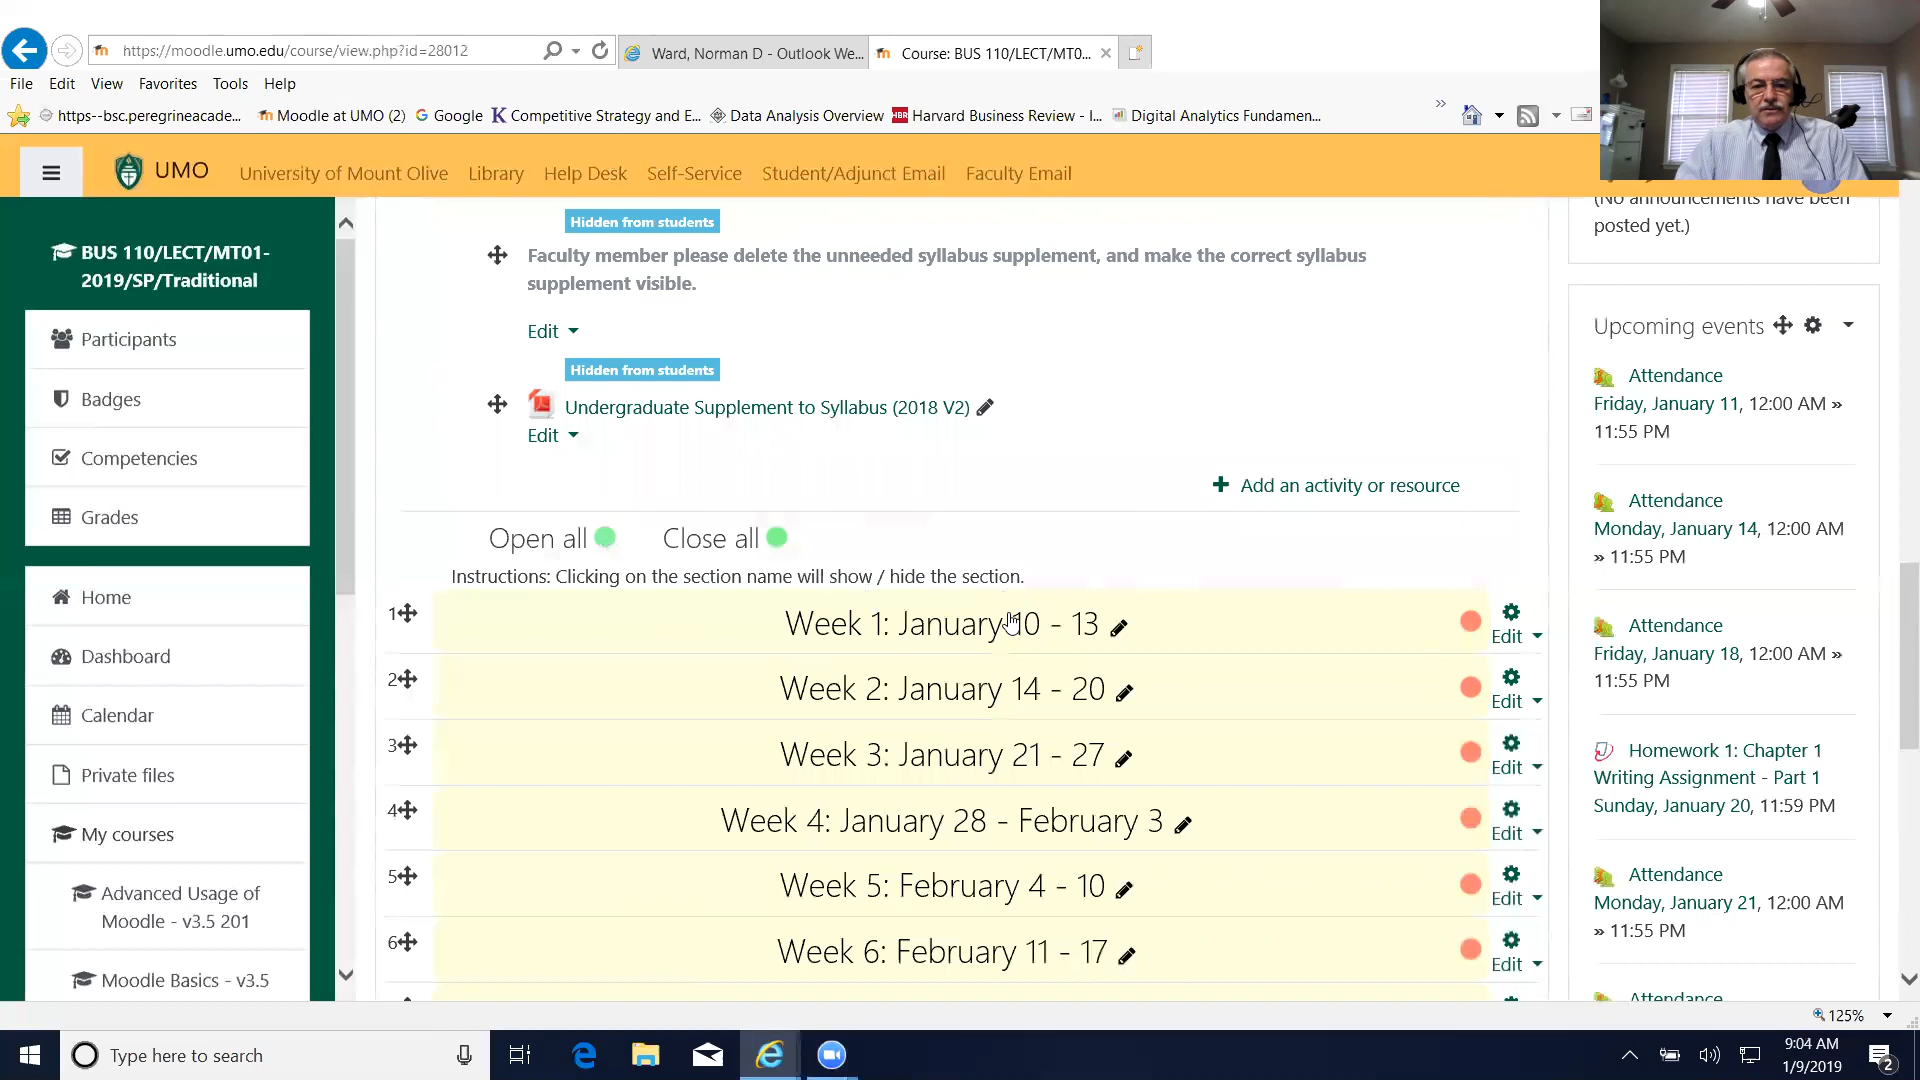 https://moodle.umo.edu/course/view.php?id=28012
Ward, Norman D - Outlook We...
Course: BUS 110/LECT/MT0...
File Edit View Favorites Tools Help
https--bsc.peregrineacade...
Moodle at UMO (2)
Google
Competitive Strategy and E...
Data Analysis Overview
HBR
Harvard Business Review - I...
Digital Analytics Fundamen...
UMO
University of Mount Olive
Library
Help Desk
Self-Service
Student/Adjunct Email
Faculty Email
BUS 110/LECT/MT01-
2019/SP/Traditional
Participants
Badges
Competencies
Grades
Home
Dashboard
Calendar
Private files
My courses
Advanced Usage of
Moodle - v3.5 201
Moodle Basics - v3.5
Hidden from students
Faculty member please delete the unneeded syllabus supplement, and make the correct syllabus
supplement visible.
Edit
Hidden from students
Undergraduate Supplement to Syllabus (2018 V2)
Edit
+ Add an activity or resource
Open all
Close all
Instructions: Clicking on the section name will show / hide the section.
1 Week 1: January 10 - 13 Edit
2 Week 2: January 14 - 20 Edit
3 Week 3: January 21 - 27 Edit
4 Week 4: January 28 - February 3 Edit
5 Week 5: February 4 - 10 Edit
6 Week 6: February 11 - 17 Edit
(No announcements have been
posted yet.)
Upcoming events
Attendance
Friday, January 11, 12:00 AM »
11:55 PM
Attendance
Monday, January 14, 12:00 AM
» 11:55 PM
Attendance
Friday, January 18, 12:00 AM »
11:55 PM
Homework 1: Chapter 1
Writing Assignment - Part 1
Sunday, January 20, 11:59 PM
Attendance
Monday, January 21, 12:00 AM
» 11:55 PM
Attendance
125%
Type here to search
9:04 AM
1/9/2019
2